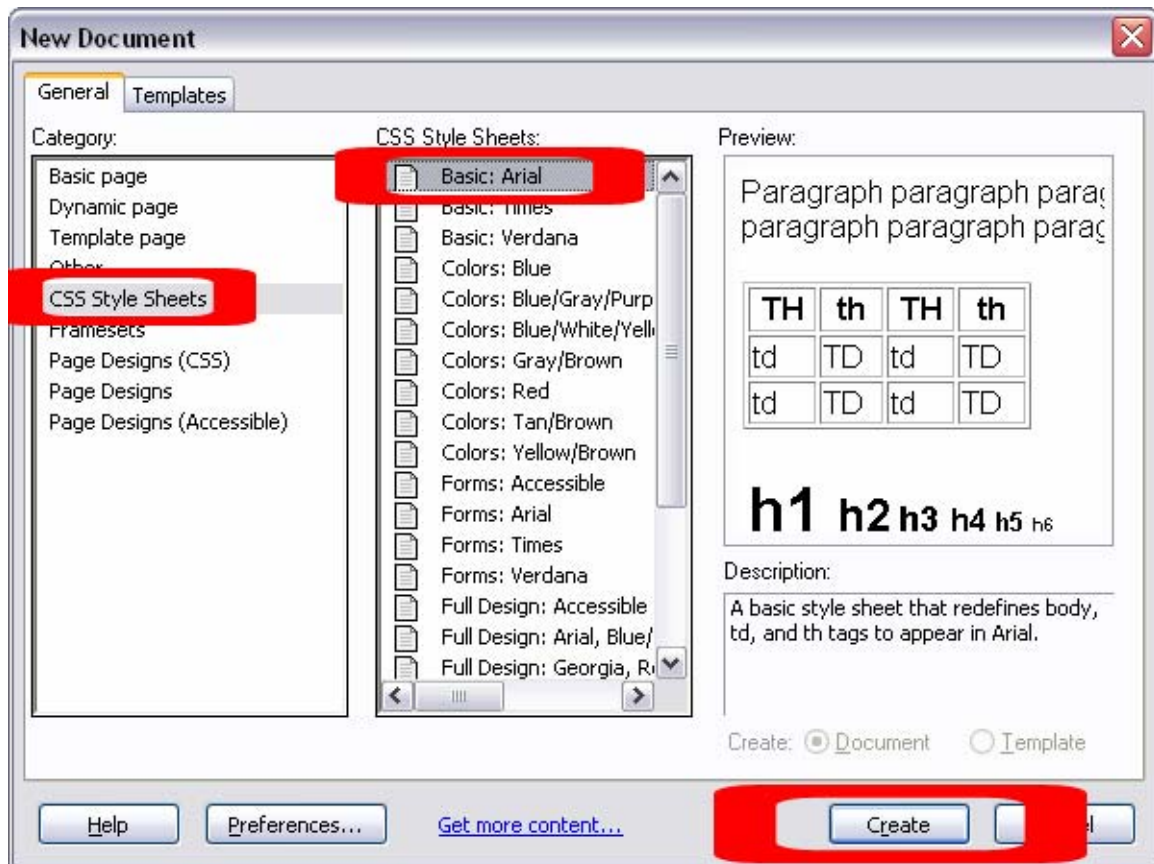 New Document
General Templates
Category:
Basic page
Dynamic page
Template page
Other
CSS Style Sheets
Framesets
Page Designs (CSS)
Page Designs
Page Designs (Accessible)
CSS Style Sheets:
Basic: Arial
Basic: Times
Basic: Verdana
Colors: Blue
Colors: Blue/Gray/Purp
Colors: Blue/White/Yell
Colors: Gray/Brown
Colors: Red
Colors: Tan/Brown
Colors: Yellow/Brown
Forms: Accessible
Forms: Arial
Forms: Times
Forms: Verdana
Full Design: Accessible
Full Design: Arial, Blue/
Full Design: Georgia, R
Preview:
Paragraph paragraph parag
paragraph paragraph parag
TH th TH th
td TD td TD
td TD td TD
h1 h2 h3 h4 h5 h6
Description:
A basic style sheet that redefines body,
td, and th tags to appear in Arial.
Create: Document Template
Help Preferences... Get more content... Create